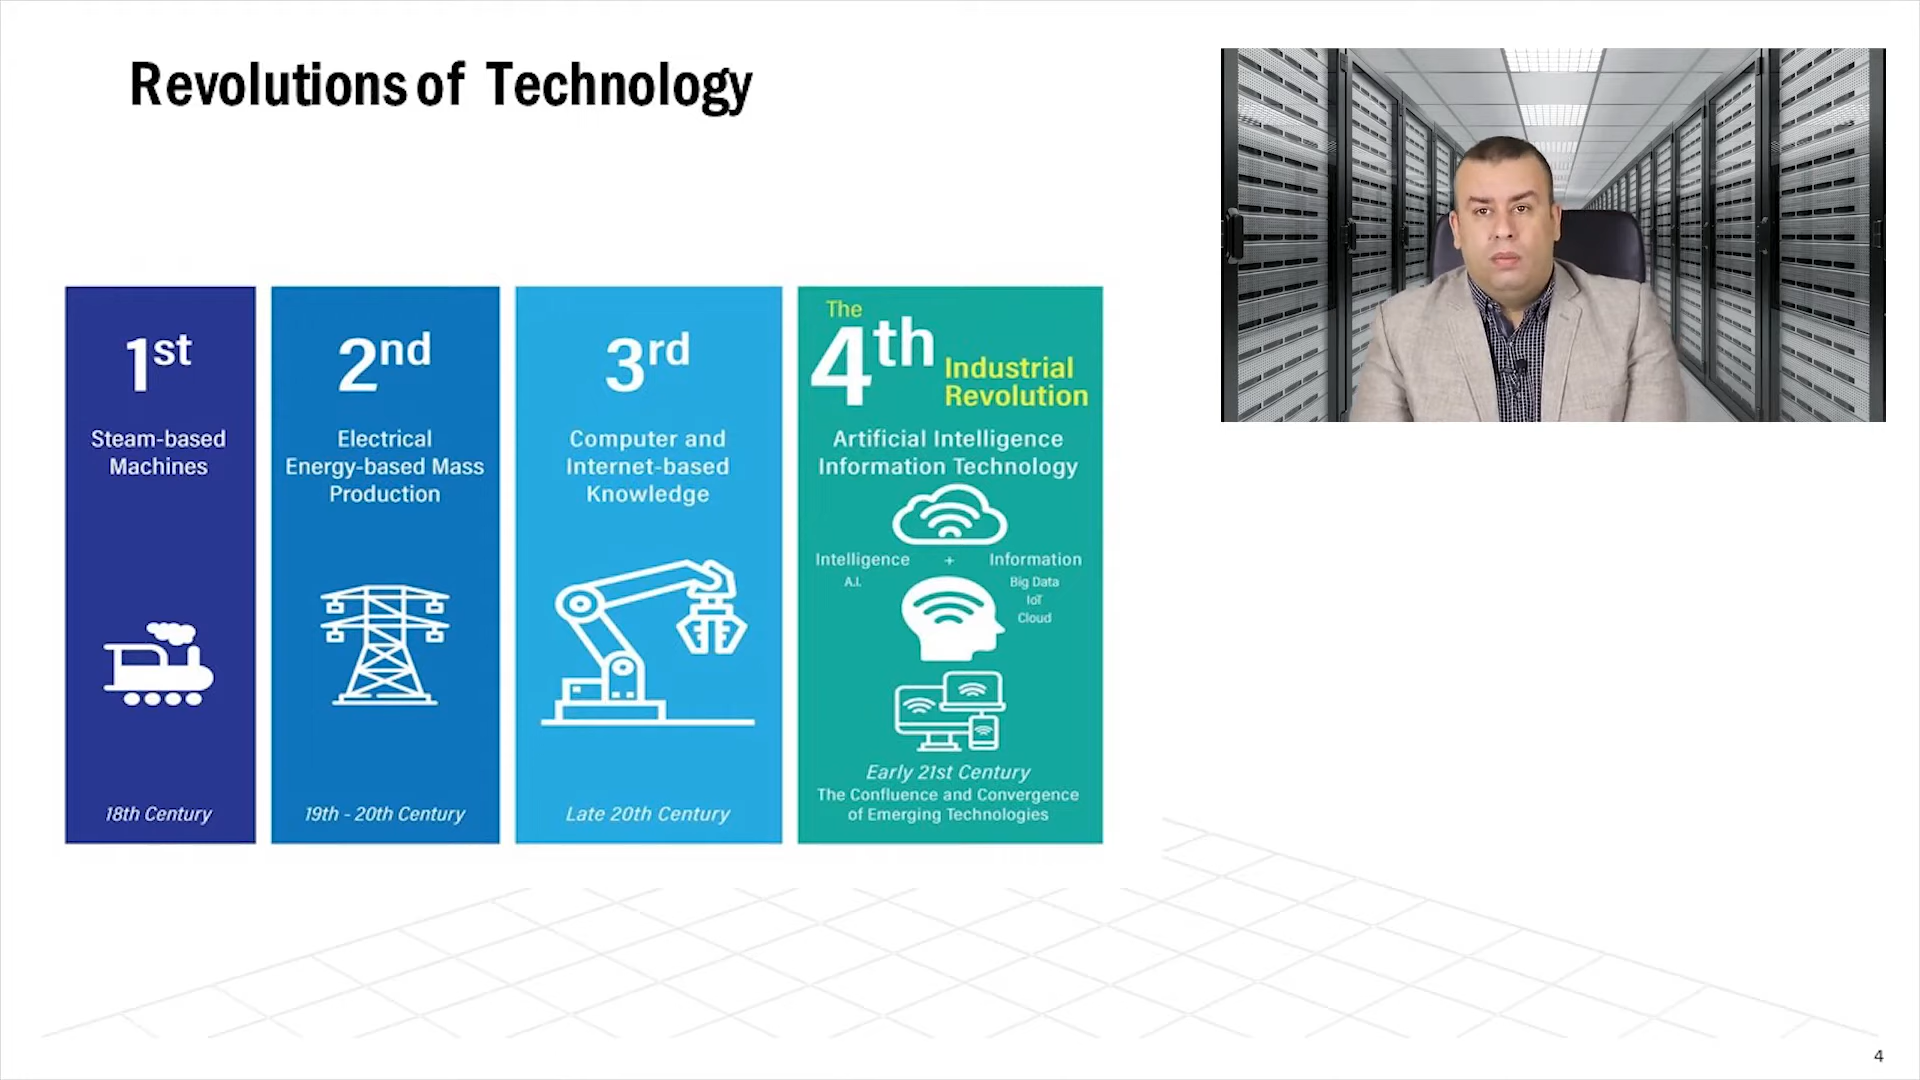 Revolutions of Technology
1st
Steam-based
Machines
18th Century
2nd
Electrical
Energy-based Mass
Production
19th - 20th Century
3rd
Computer and
Internet-based
Knowledge
Late 20th Century
The
4th
Industrial
Revolution
Artificial Intelligence
Information Technology
Intelligence + Information
A.I.
Big Data
IoT
Cloud
Early 21st Century
The Confluence and Convergence
of Emerging Technologies
4